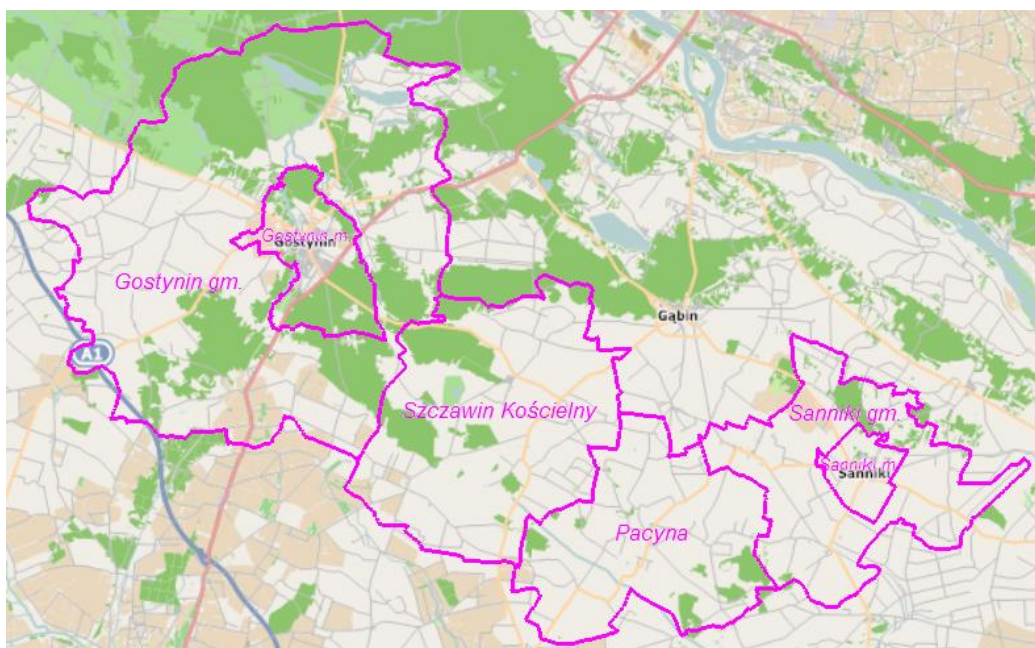 Gostynin m.
Gostynin
Gostynin gm.
Gąbin
A1
Szczawin Kościelny
Sanniki gm.
Sanniki m.
Sanniki
Pacyna